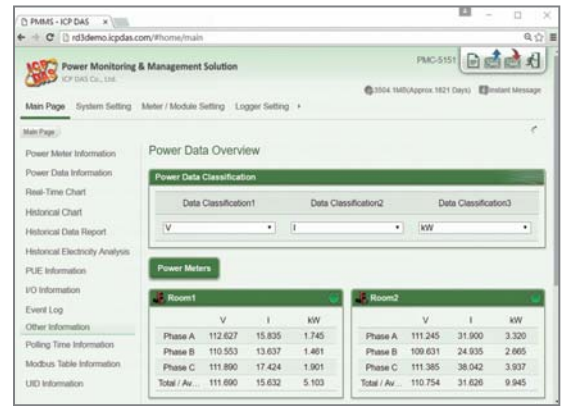 PMMS - ICP DAS
rd3demo.icpdas.com/#home/main
ICP DAS
Power Monitoring & Management Solution
ICP DAS Co., Ltd.
PMC-5151
3504.1MB(Approx.1821 Days) Instant Message
Main Page System Setting Meter / Module Setting Logger Setting
Main Page
Power Meter Information
Power Data Information
Real-Time Chart
Historical Chart
Historical Data Report
Historical Electricity Analysis
PUE Information
I/O Information
Event Log
Other Information
Polling Time Information
Modbus Table Information
UID Information
Power Data Overview
Power Data Classification
Data Classification1 Data Classification2 Data Classification3
V I kW
Power Meters
Room1
V I kW
Phase A 112.627 15.835 1.745
Phase B 110.553 13.637 1.461
Phase C 111.890 17.424 1.901
Total / Av... 111.690 15.632 5.103
Room2
V I kW
Phase A 111.245 31.900 3.320
Phase B 109.631 24.935 2.665
Phase C 111.385 38.042 3.937
Total / Av... 110.754 31.626 9.945